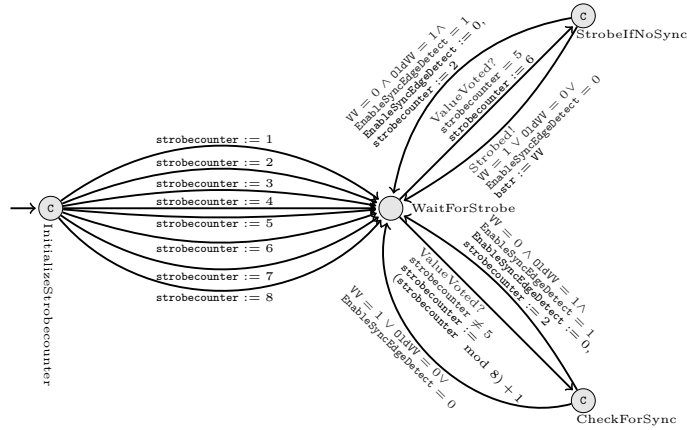 C
StrobeIfNoSync
VV = 0 ∧ OldVV = 1∧
EnableSyncEdgeDetect = 1
EnableSyncEdgeDetect := 0,
strobecounter := 2
ValueVoted?
strobecounter = 5
strobecounter := 6
Strobed!
VV = 1 ∨ OldVV = 0∨
EnableSyncEdgeDetect = 0
bstr := VV
strobecounter := 1
strobecounter := 2
strobecounter := 3
strobecounter := 4
strobecounter := 5
strobecounter := 6
strobecounter := 7
strobecounter := 8
C
InitializeStrobecounter
WaitForStrobe
VV = 0 ∧ OldVV = 1∧
EnableSyncEdgeDetect = 1
EnableSyncEdgeDetect := 0,
strobecounter := 2
ValueVoted?
strobecounter ≠ 5
strobecounter :=
(strobecounter mod 8) + 1
VV = 1 ∨ OldVV = 0∨
EnableSyncEdgeDetect = 0
C
CheckForSync